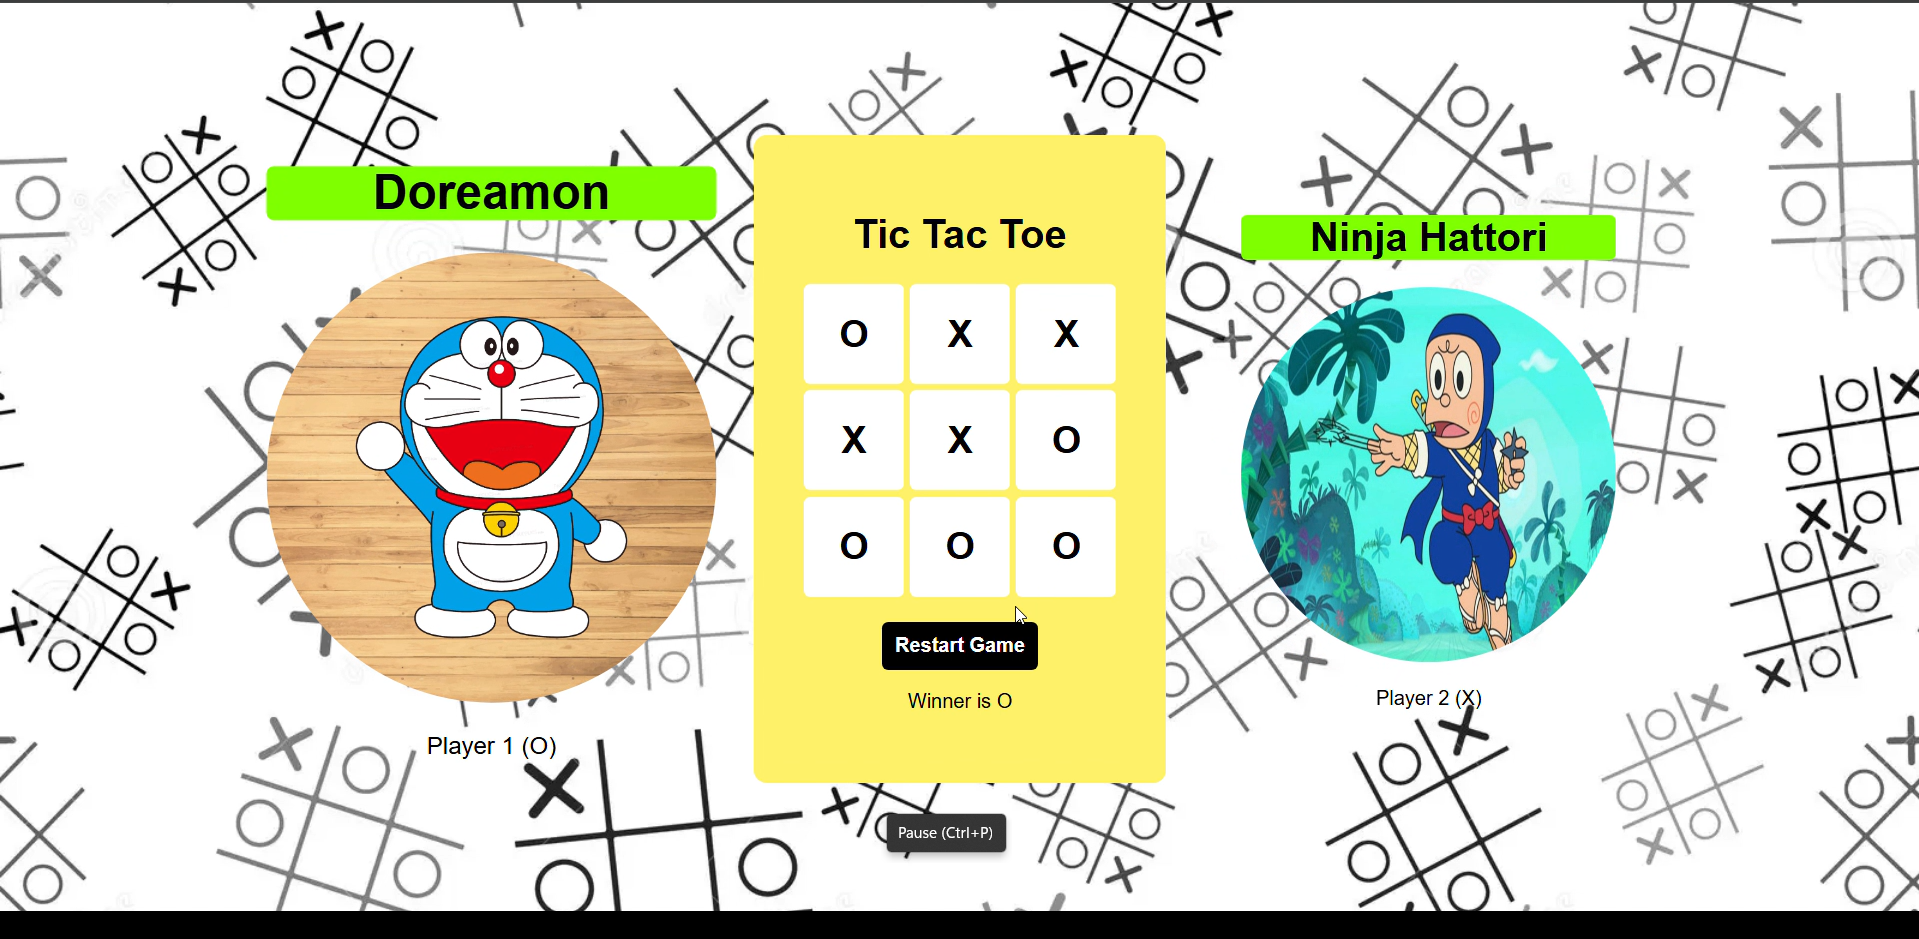 Doreamon
Player 1 (O)
Tic Tac Toe
O X X
X X O
O O O
Restart Game
Winner is O
Pause (Ctrl+P)
Ninja Hattori
Player 2 (X)